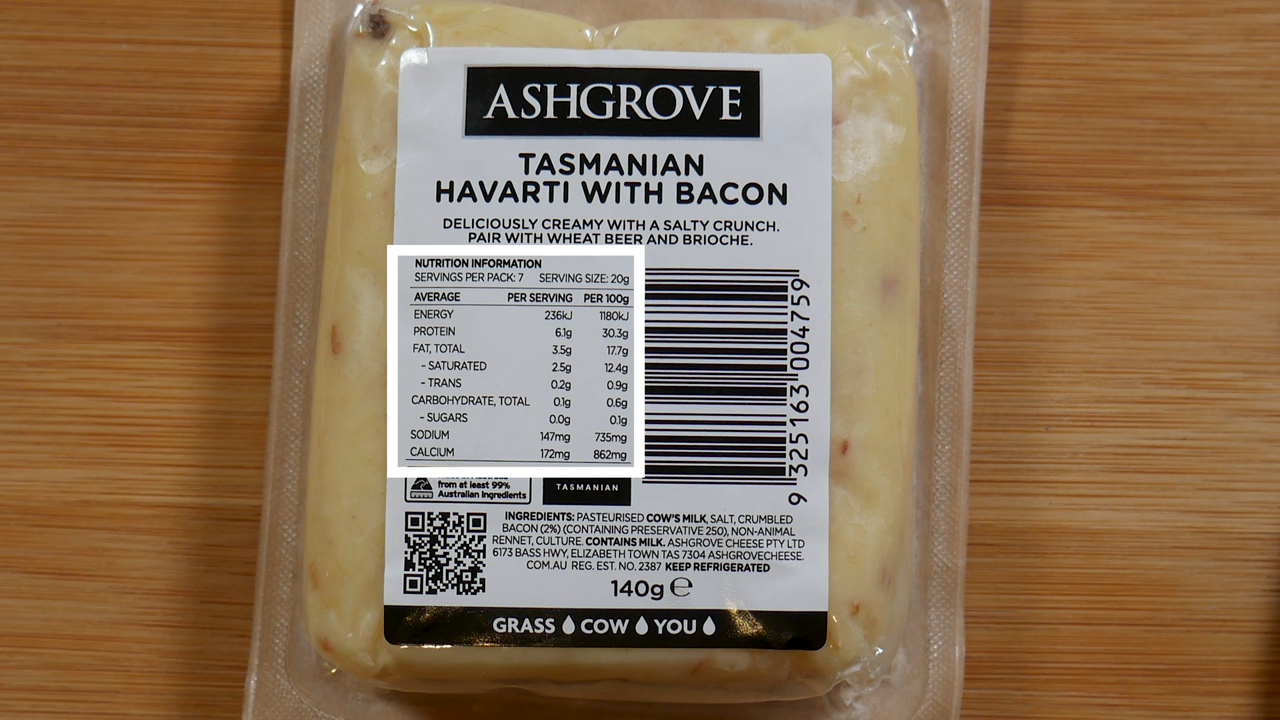 ASHGROVE
TASMANIAN
HAVARTI WITH BACON
DELICIOUSLY CREAMY WITH A SALTY CRUNCH.
PAIR WITH WHEAT BEER AND BRIOCHE.
NUTRITION INFORMATION
SERVINGS PER PACK: 7 SERVING SIZE: 20g
AVERAGE PER SERVING PER 100g
ENERGY 236kJ 1180kJ
PROTEIN 6.1g 30.3g
FAT, TOTAL 3.5g 17.7g
- SATURATED 2.5g 12.4g
- TRANS 0.2g 0.9g
CARBOHYDRATE, TOTAL 0.1g 0.6g
- SUGARS 0.0g 0.1g
SODIUM 147mg 735mg
CALCIUM 172mg 862mg
9 325163 004759
from at least 99%
Australian ingredients
TASMANIAN
INGREDIENTS: PASTEURISED COW'S MILK, SALT, CRUMBLED
BACON (2%) (CONTAINING PRESERVATIVE 250), NON-ANIMAL
RENNET, CULTURE. CONTAINS MILK. ASHGROVE CHEESE PTY LTD
6173 BASS HWY, ELIZABETH TOWN TAS 7304 ASHGROVECHEESE.
COM.AU REG. EST. NO. 2387 KEEP REFRIGERATED
140g ℮
GRASS COW YOU